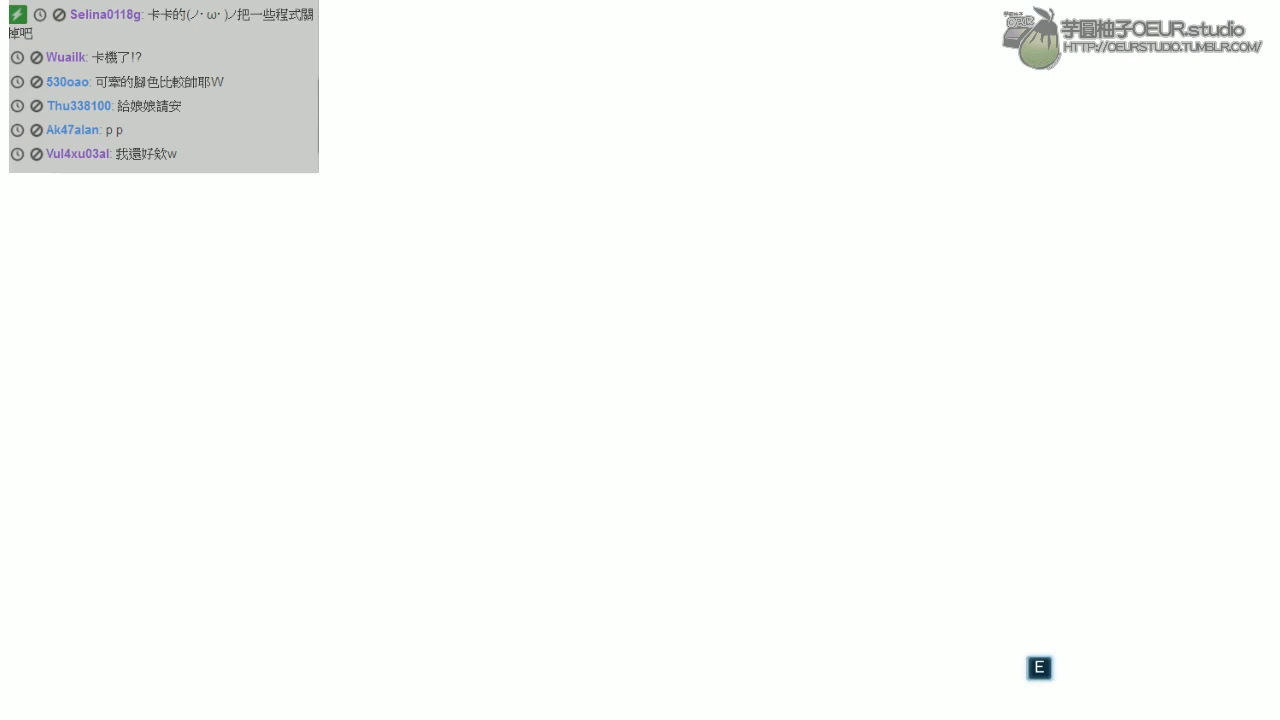 Selina0118g: 卡卡的(ノ･ω･)ノ把一些程式關
掉吧
Wuailk: 卡機了!?
530oao: 可韋的腳色比較帥耶W
Thu338100: 給娘娘請安
Ak47alan: p p
Vul4xu03al: 我還好欸w
芋圓柚子OEUR.studio
HTTP://OEURSTUDIO.TUMBLR.COM/
E